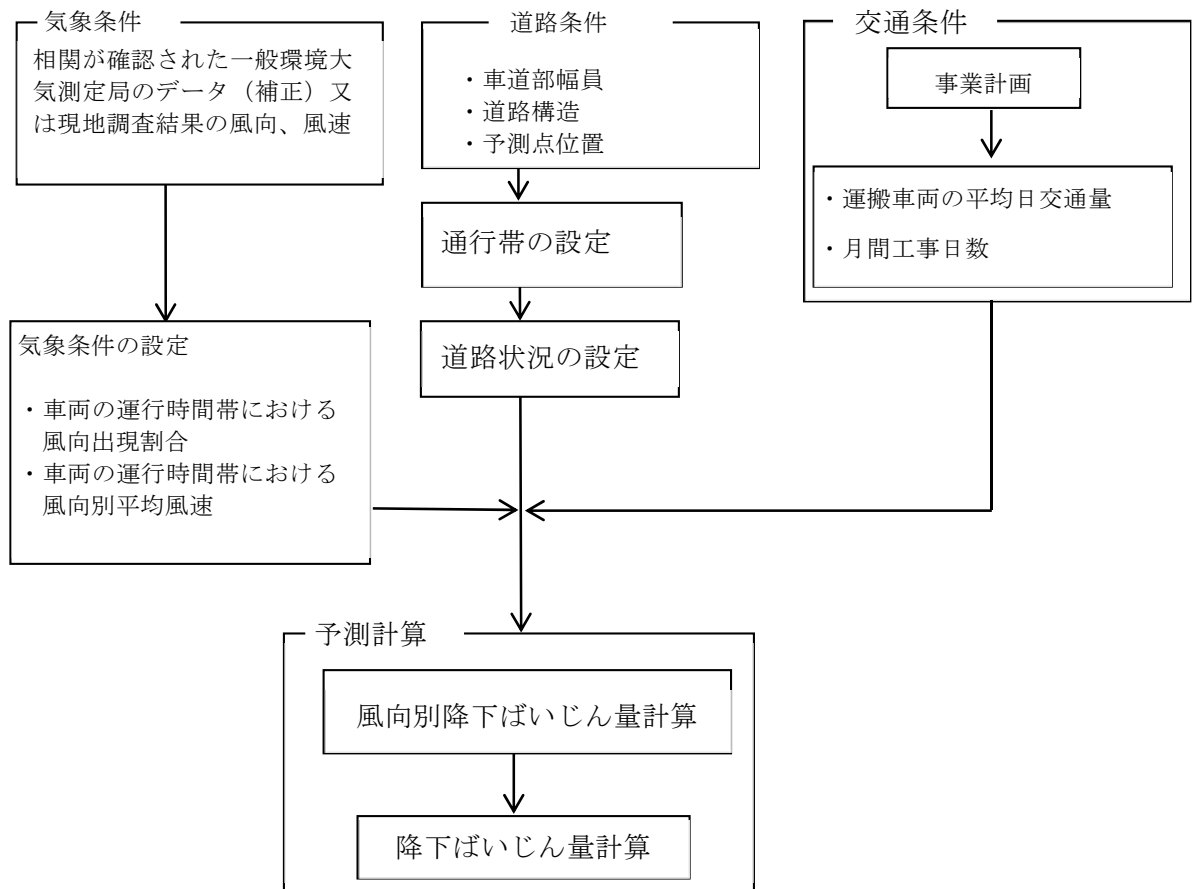 気象条件
相関が確認された一般環境大
気測定局のデータ（補正）又
は現地調査結果の風向、風速
道路条件
・車道部幅員
・道路構造
・予測点位置
交通条件
事業計画
・運搬車両の平均日交通量
・月間工事日数
通行帯の設定
道路状況の設定
気象条件の設定
・車両の運行時間帯における
風向出現割合
・車両の運行時間帯における
風向別平均風速
予測計算
風向別降下ばいじん量計算
降下ばいじん量計算